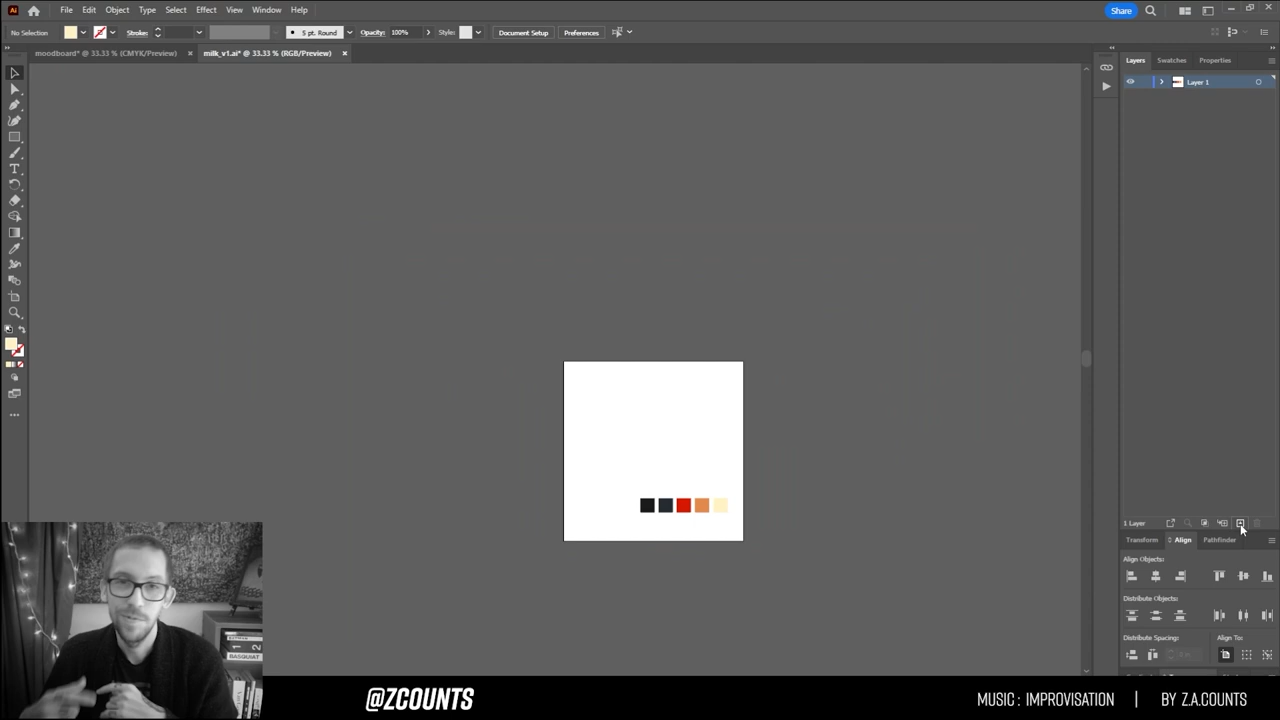 Ai File Edit Object Type Select Effect View Window Help Share
No Selection Stroke: 5 pt. Round Opacity: 100% Style: Document Setup Preferences
moodboard* @ 33.33 % (CMYK/Preview) milk_v1.ai* @ 33.33 % (RGB/Preview)
Layers Swatches Properties
Layer 1
1 Layer
Transform Align Pathfinder
Align Objects:
Distribute Objects:
Distribute Spacing: Align To:
BASQUIAT
@ZCOUNTS
MUSIC : IMPROVISATION | BY Z.A.COUNTS